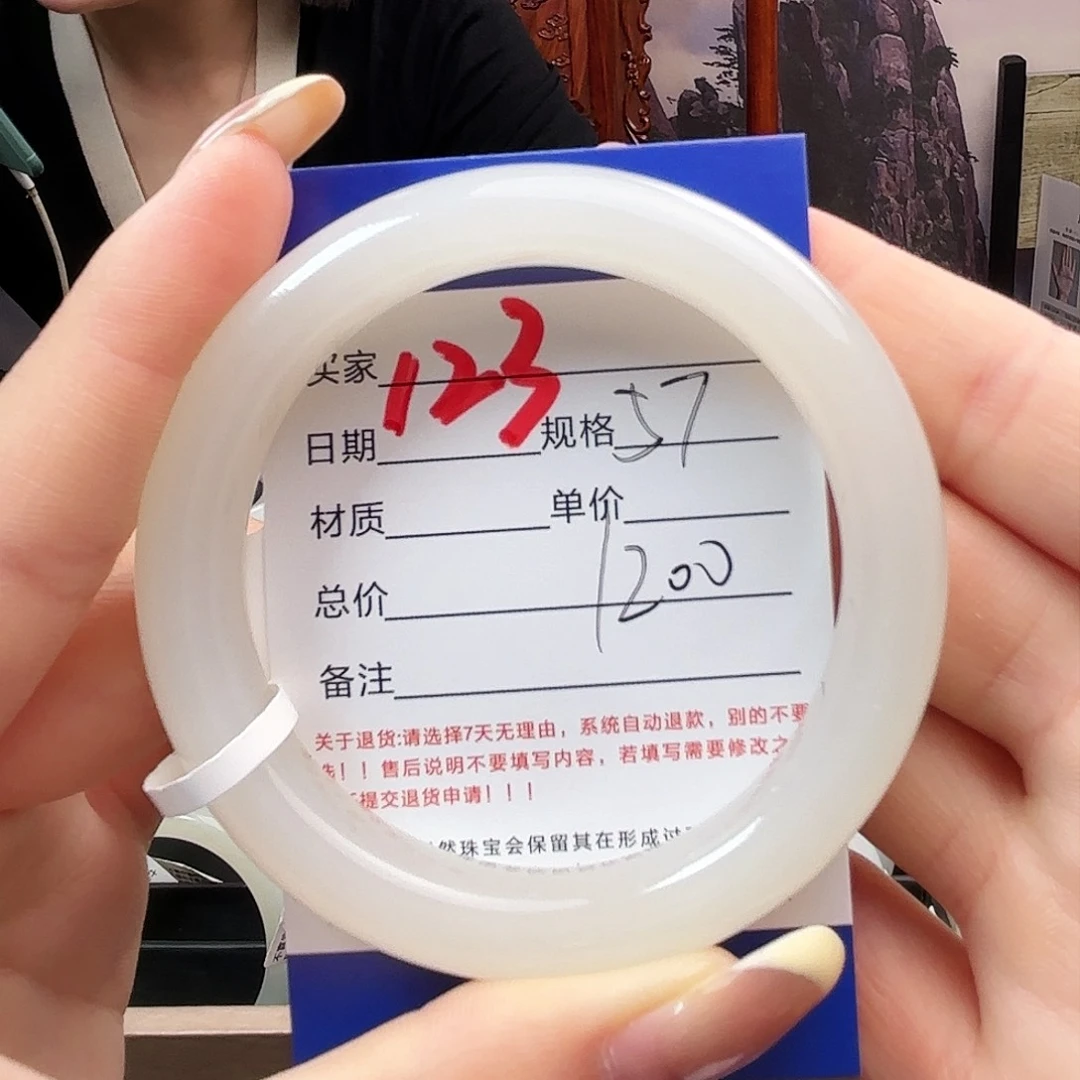 买家 123
日期 规格 57
材质 单价
总价 1200
备注
关于退货:请选择7天无理由，系统自动退款，别的不要
选！！售后说明不要填写内容，若填写需要修改之
提交退货申请！！！
然珠宝会保留其在形成过